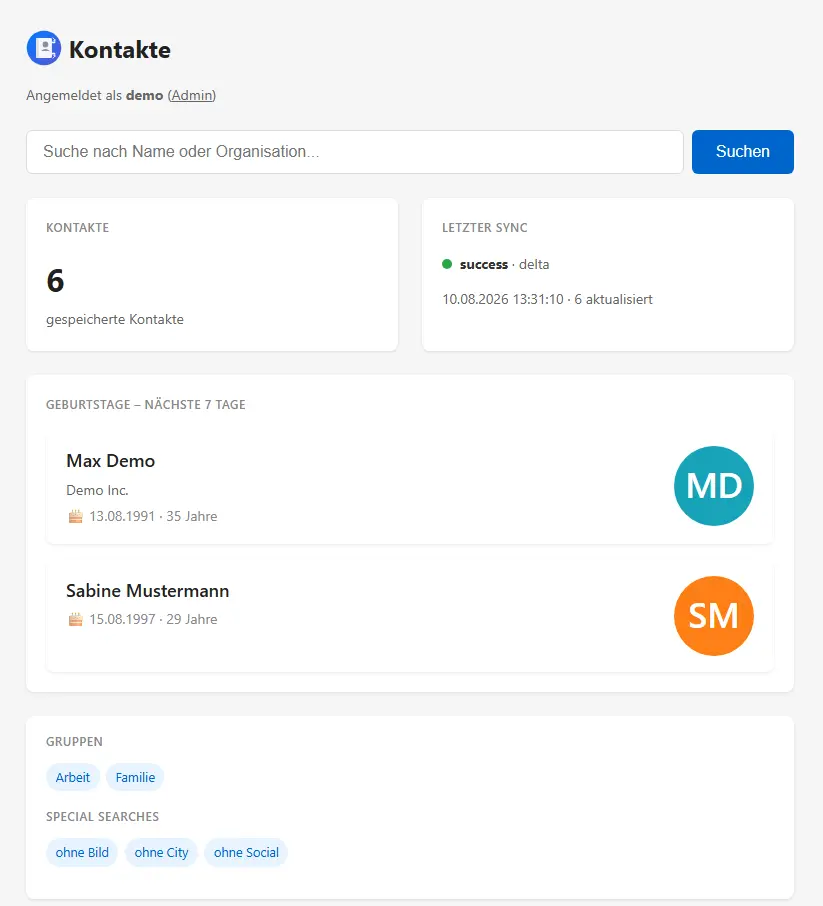 Kontakte
Angemeldet als demo (Admin)
Suche nach Name oder Organisation...
Suchen
KONTAKTE
6
gespeicherte Kontakte
LETZTER SYNC
success · delta
10.08.2026 13:31:10 · 6 aktualisiert
GEBURTSTAGE – NÄCHSTE 7 TAGE
Max Demo
Demo Inc.
13.08.1991 · 35 Jahre
MD
Sabine Mustermann
15.08.1997 · 29 Jahre
SM
GRUPPEN
Arbeit Familie
SPECIAL SEARCHES
ohne Bild ohne City ohne Social